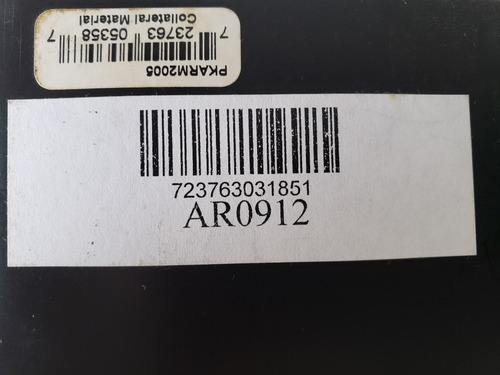 PKARM2005
7 23763 05358 7
Collateral Material
723763031851
AR0912